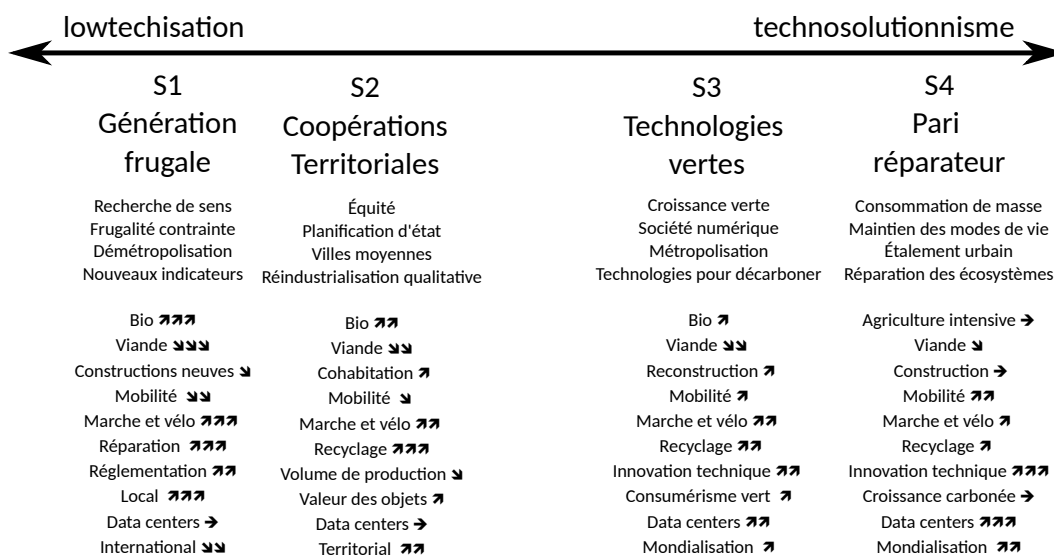 lowtechisation
technosolutionnisme
S1
Génération
frugale
Recherche de sens
Frugalité contrainte
Démétropolisation
Nouveaux indicateurs
Bio ↗↗↗
Viande ↘↘↘
Constructions neuves ↘
Mobilité ↘↘
Marche et vélo ↗↗↗
Réparation ↗↗↗
Réglementation ↗↗
Local ↗↗↗
Data centers →
International ↘↘
S2
Coopérations
Territoriales
Équité
Planification d'état
Villes moyennes
Réindustrialisation qualitative
Bio ↗↗
Viande ↘↘
Cohabitation ↗
Mobilité ↘
Marche et vélo ↗↗
Recyclage ↗↗↗
Volume de production ↘
Valeur des objets ↗
Data centers →
Territorial ↗↗
S3
Technologies
vertes
Croissance verte
Société numérique
Métropolisation
Technologies pour décarboner
Bio ↗
Viande ↘↘
Reconstruction ↗
Mobilité ↗
Marche et vélo ↗↗
Recyclage ↗↗
Innovation technique ↗↗
Consumérisme vert ↗
Data centers ↗↗
Mondialisation ↗
S4
Pari
réparateur
Consommation de masse
Maintien des modes de vie
Étalement urbain
Réparation des écosystèmes
Agriculture intensive →
Viande ↘
Construction →
Mobilité ↗↗
Marche et vélo ↗
Recyclage ↗
Innovation technique ↗↗↗
Croissance carbonée →
Data centers ↗↗↗
Mondialisation ↗↗